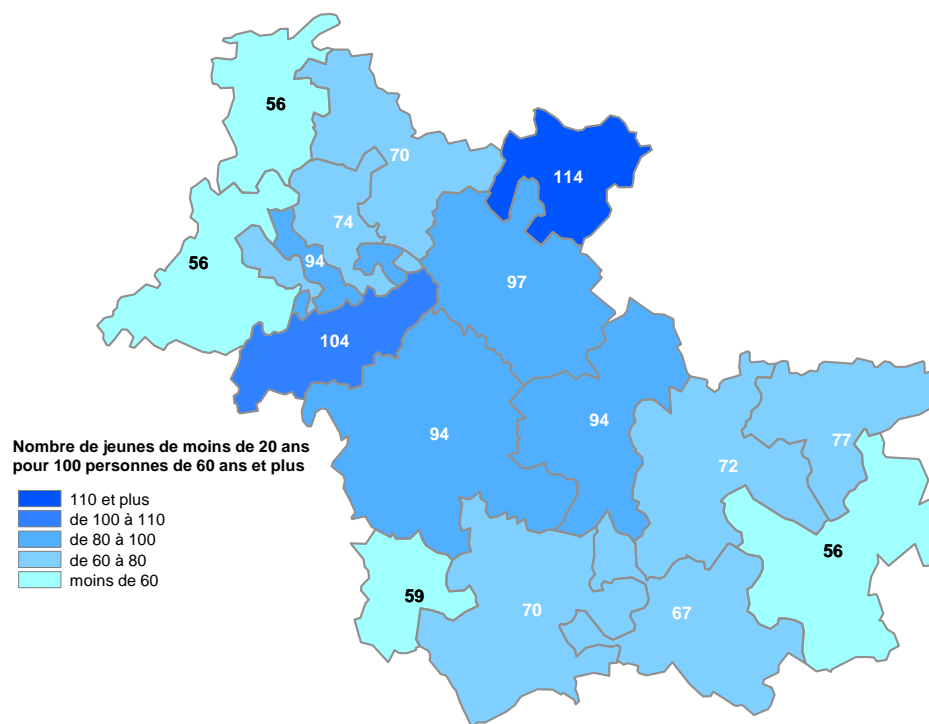 56
70
114
74
56
94
97
104
94
94
77
72
56
59
70
67
Nombre de jeunes de moins de 20 ans
pour 100 personnes de 60 ans et plus
110 et plus
de 100 à 110
de 80 à 100
de 60 à 80
moins de 60